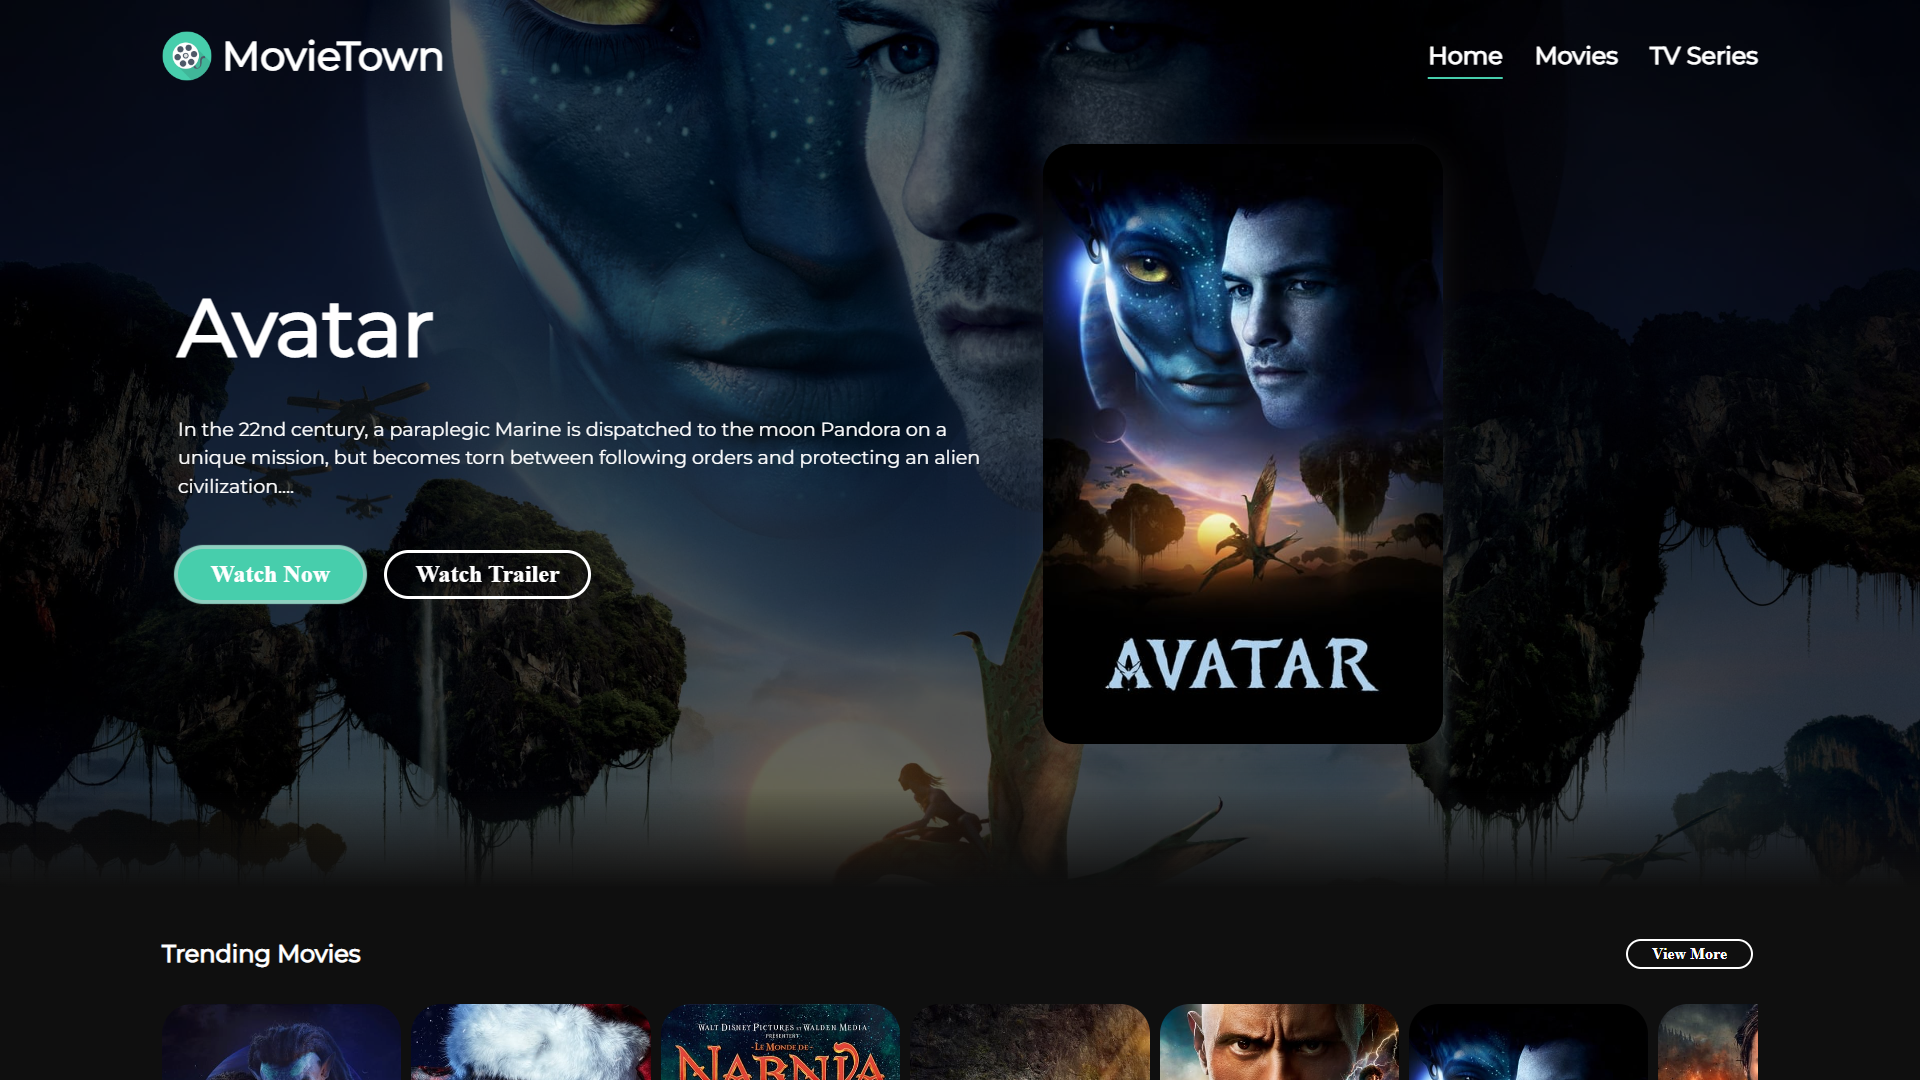 MovieTown
Home Movies TV Series
Avatar
In the 22nd century, a paraplegic Marine is dispatched to the moon Pandora on a
unique mission, but becomes torn between following orders and protecting an alien
civilization....
Watch Now Watch Trailer
AVATAR
Trending Movies
View More
WALT DISNEY PICTURES ET WALDEN MEDIA
PRÉSENTENT
LE MONDE DE
NARNIA